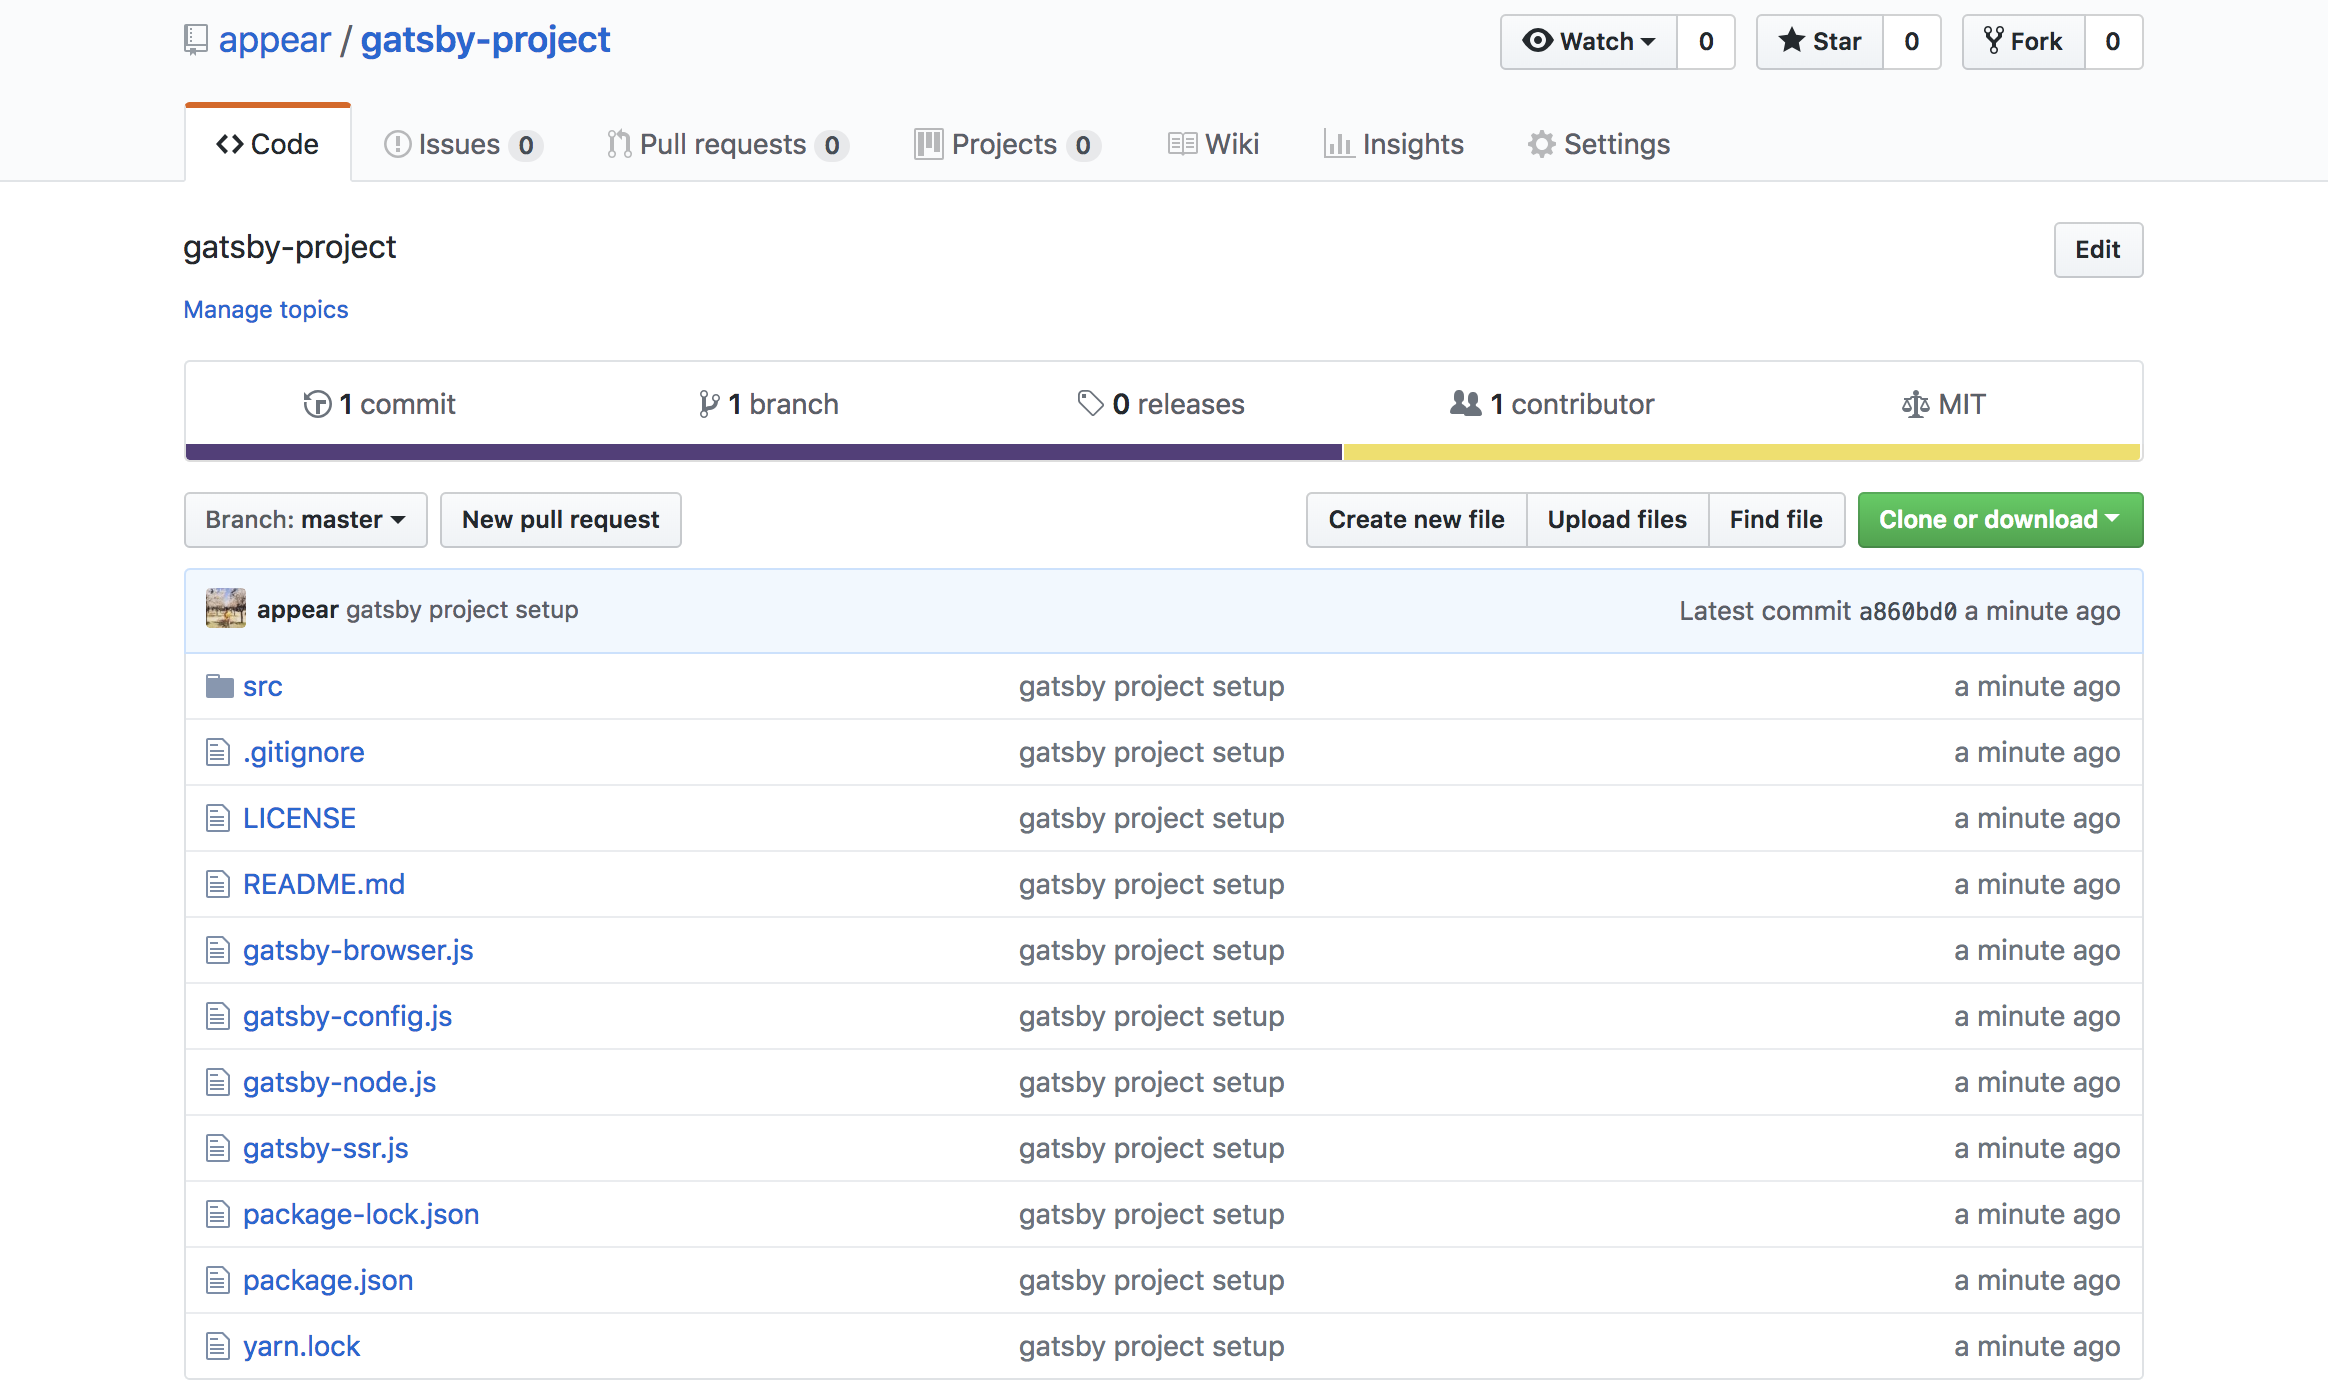 appear / gatsby-project
Watch 0 Star 0 Fork 0
Code Issues 0 Pull requests 0 Projects 0 Wiki Insights Settings
gatsby-project
Edit
Manage topics
1 commit 1 branch 0 releases 1 contributor MIT
Branch: master New pull request Create new file Upload files Find file Clone or download
appear gatsby project setup Latest commit a860bd0 a minute ago
src gatsby project setup a minute ago
.gitignore gatsby project setup a minute ago
LICENSE gatsby project setup a minute ago
README.md gatsby project setup a minute ago
gatsby-browser.js gatsby project setup a minute ago
gatsby-config.js gatsby project setup a minute ago
gatsby-node.js gatsby project setup a minute ago
gatsby-ssr.js gatsby project setup a minute ago
package-lock.json gatsby project setup a minute ago
package.json gatsby project setup a minute ago
yarn.lock gatsby project setup a minute ago